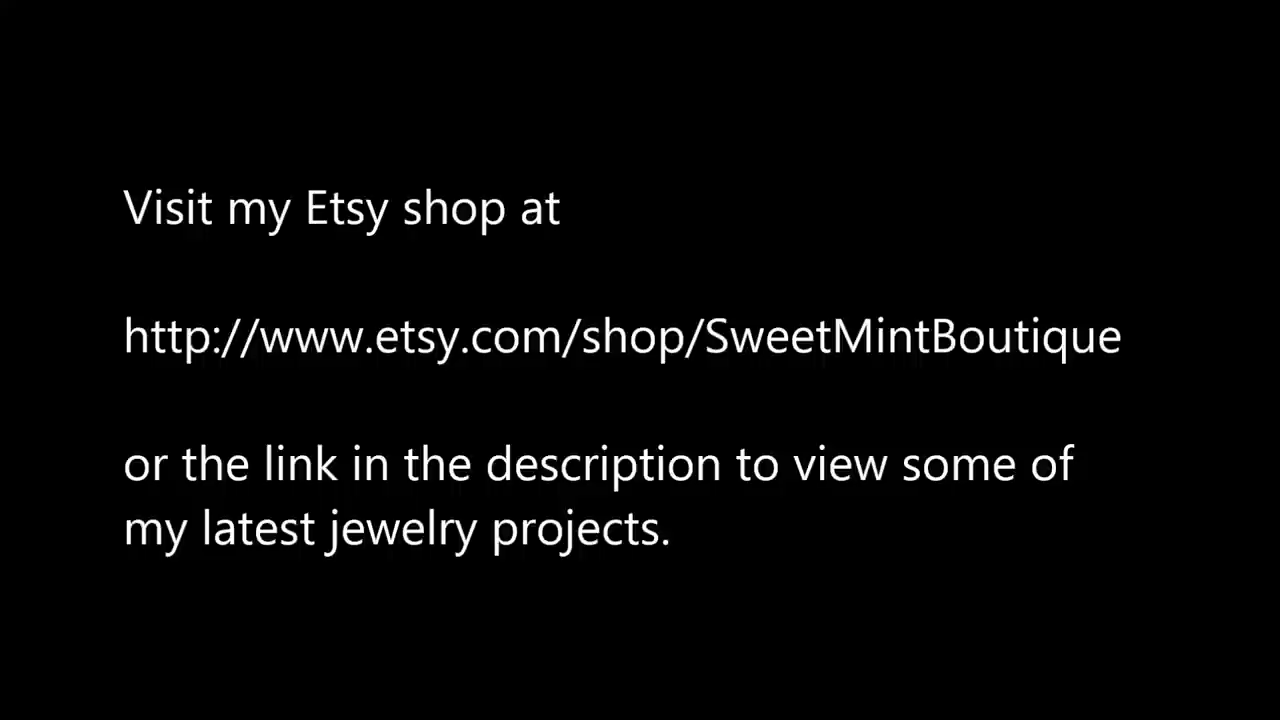 Visit my Etsy shop at
http://www.etsy.com/shop/SweetMintBoutique
or the link in the description to view some of
my latest jewelry projects.